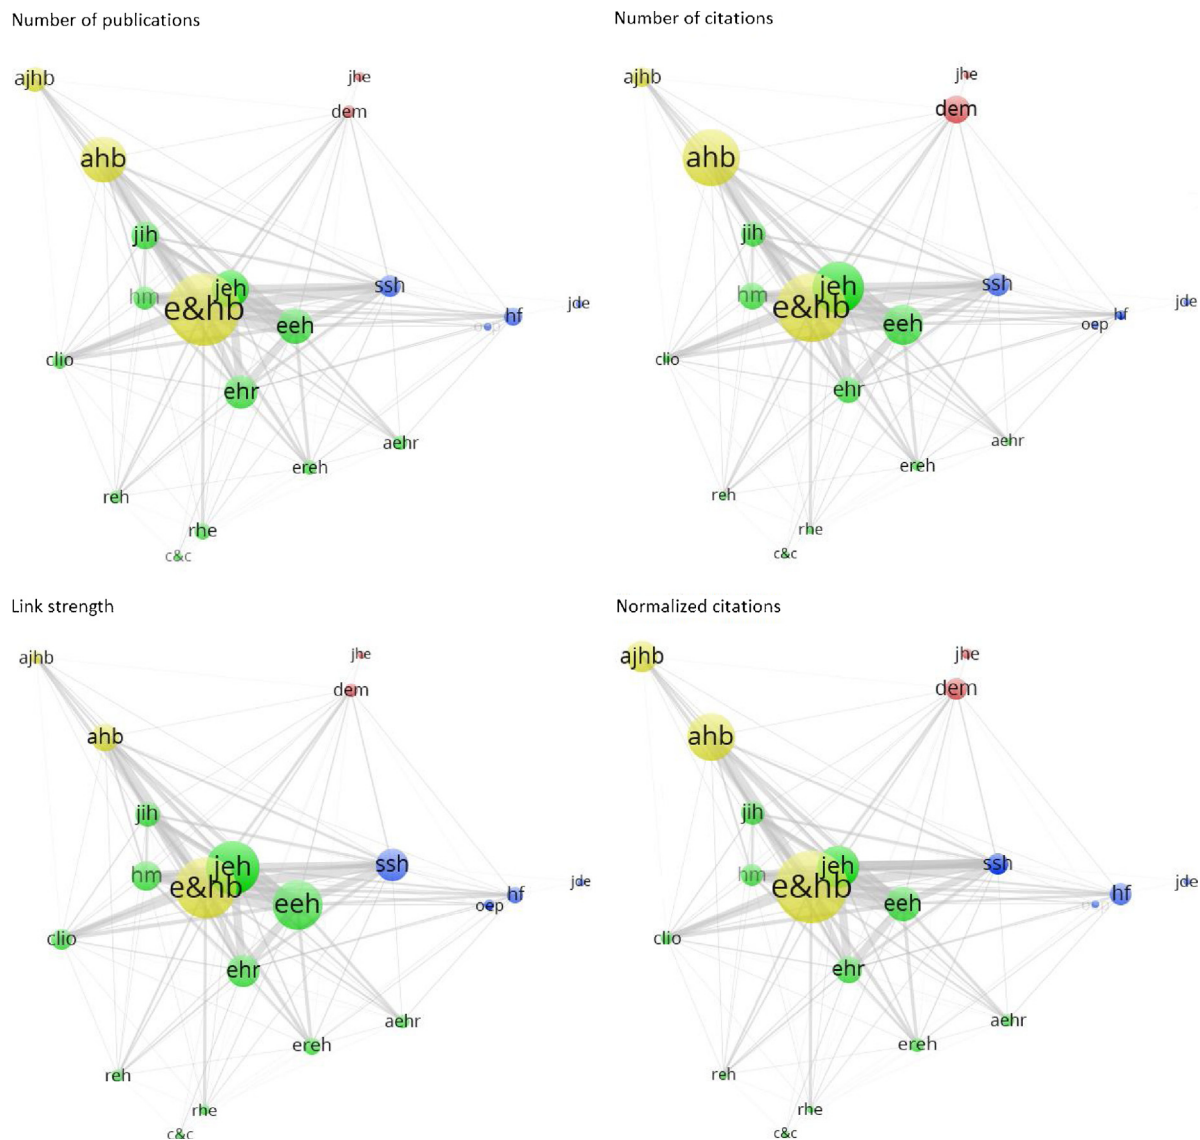 Number of publications
ajhb
jhe
dem
ahb
jih
hm
jeh
e&hb
ssh
jde
hf
oep
eeh
clio
ehr
aehr
ereh
reh
rhe
c&c
Number of citations
ajhb
jhe
dem
ahb
jih
hm
jeh
e&hb
ssh
jde
hf
oep
eeh
clio
ehr
aehr
ereh
reh
rhe
c&c
Link strength
ajhb
jhe
dem
ahb
jih
hm
jeh
e&hb
ssh
jde
hf
oep
eeh
clio
ehr
aehr
ereh
reh
rhe
c&c
Normalized citations
ajhb
jhe
dem
ahb
jih
hm
jeh
e&hb
ssh
jde
hf
oep
eeh
clio
ehr
aehr
ereh
reh
rhe
c&c